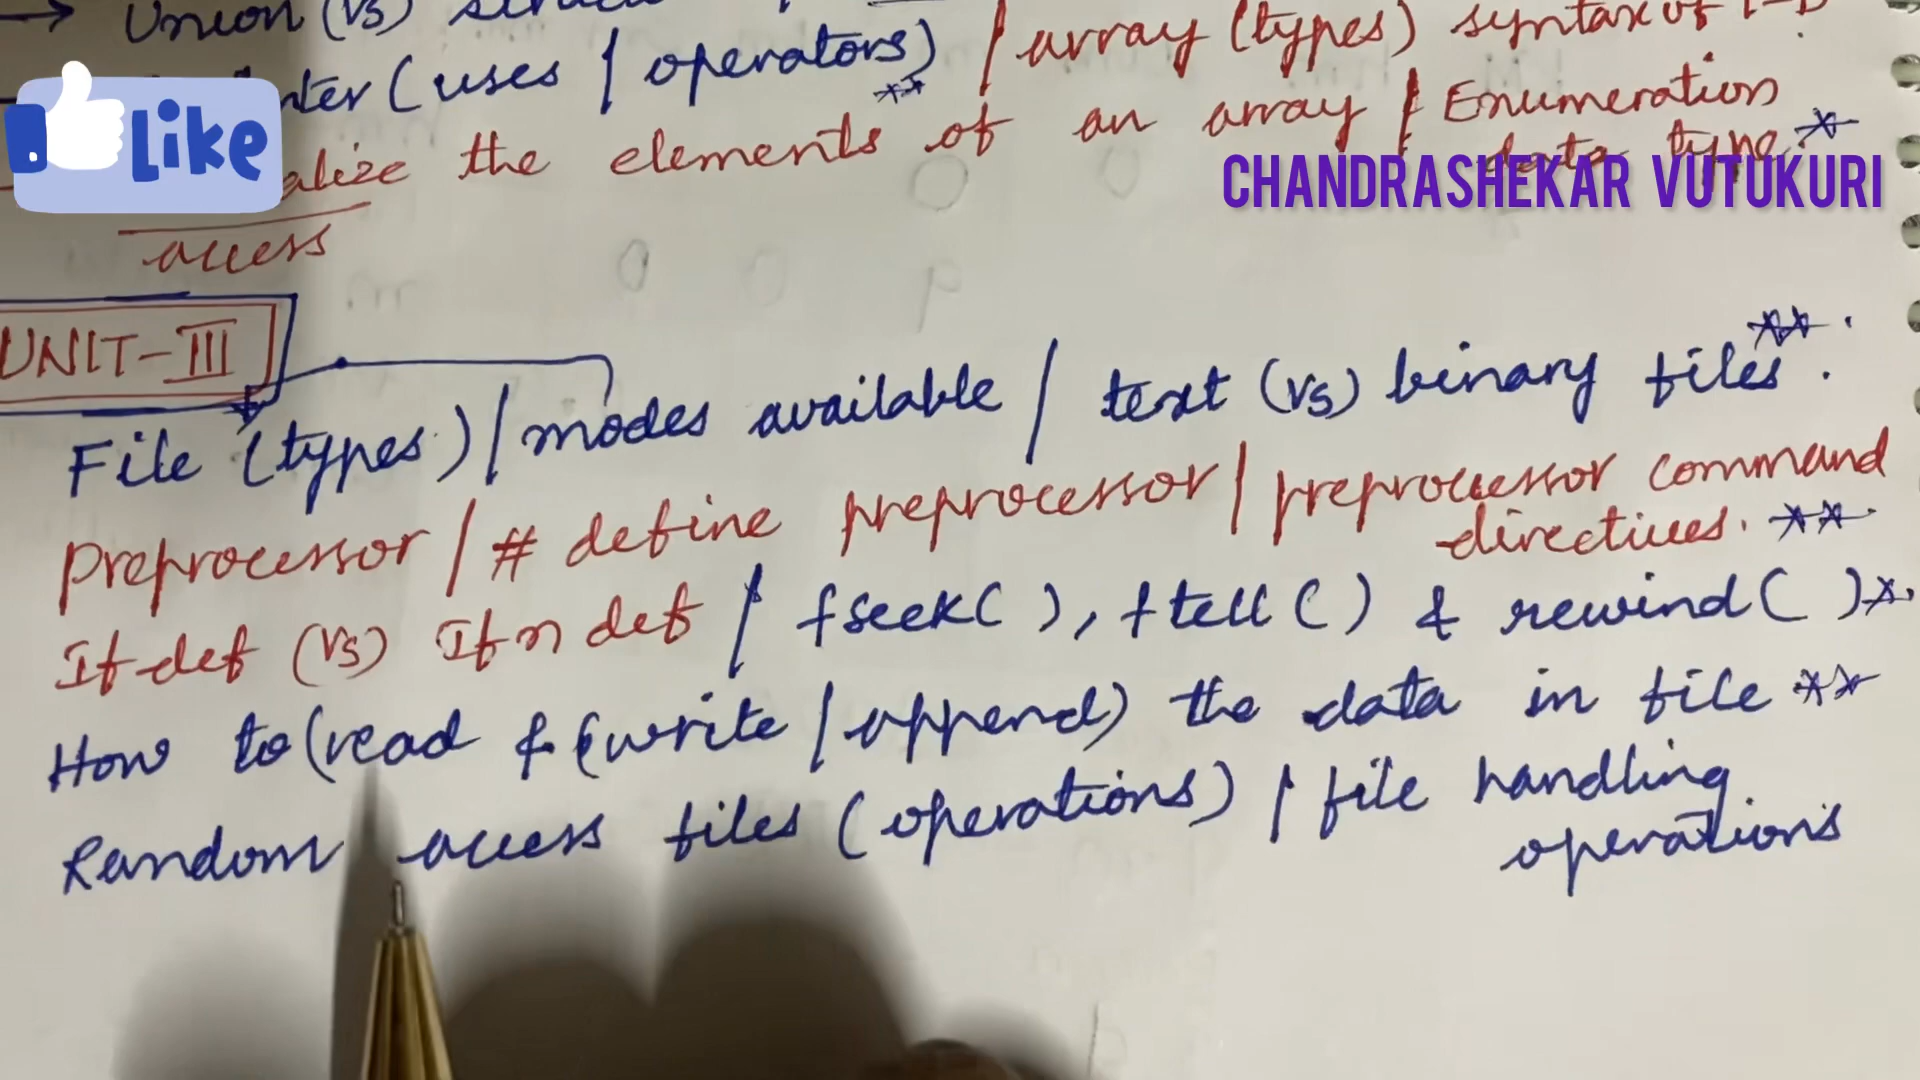 → Union (vs)
nter (uses / operators) ** / array (types) syntax of 1-D
Like
alize the elements of an array / Enumeration
data type *
CHANDRASHEKAR VUTUKURI
access
UNIT-III
File (types) / modes available / text (vs) binary files **.
Preprocessor / # define preprocessor / preprocessor command
directives. **
If def (vs) If n def / fseek( ), ftell ( ) & rewind ( ) *.
How to (read & (write / append) the data in file **
Random access files (operations) / file handling
operations